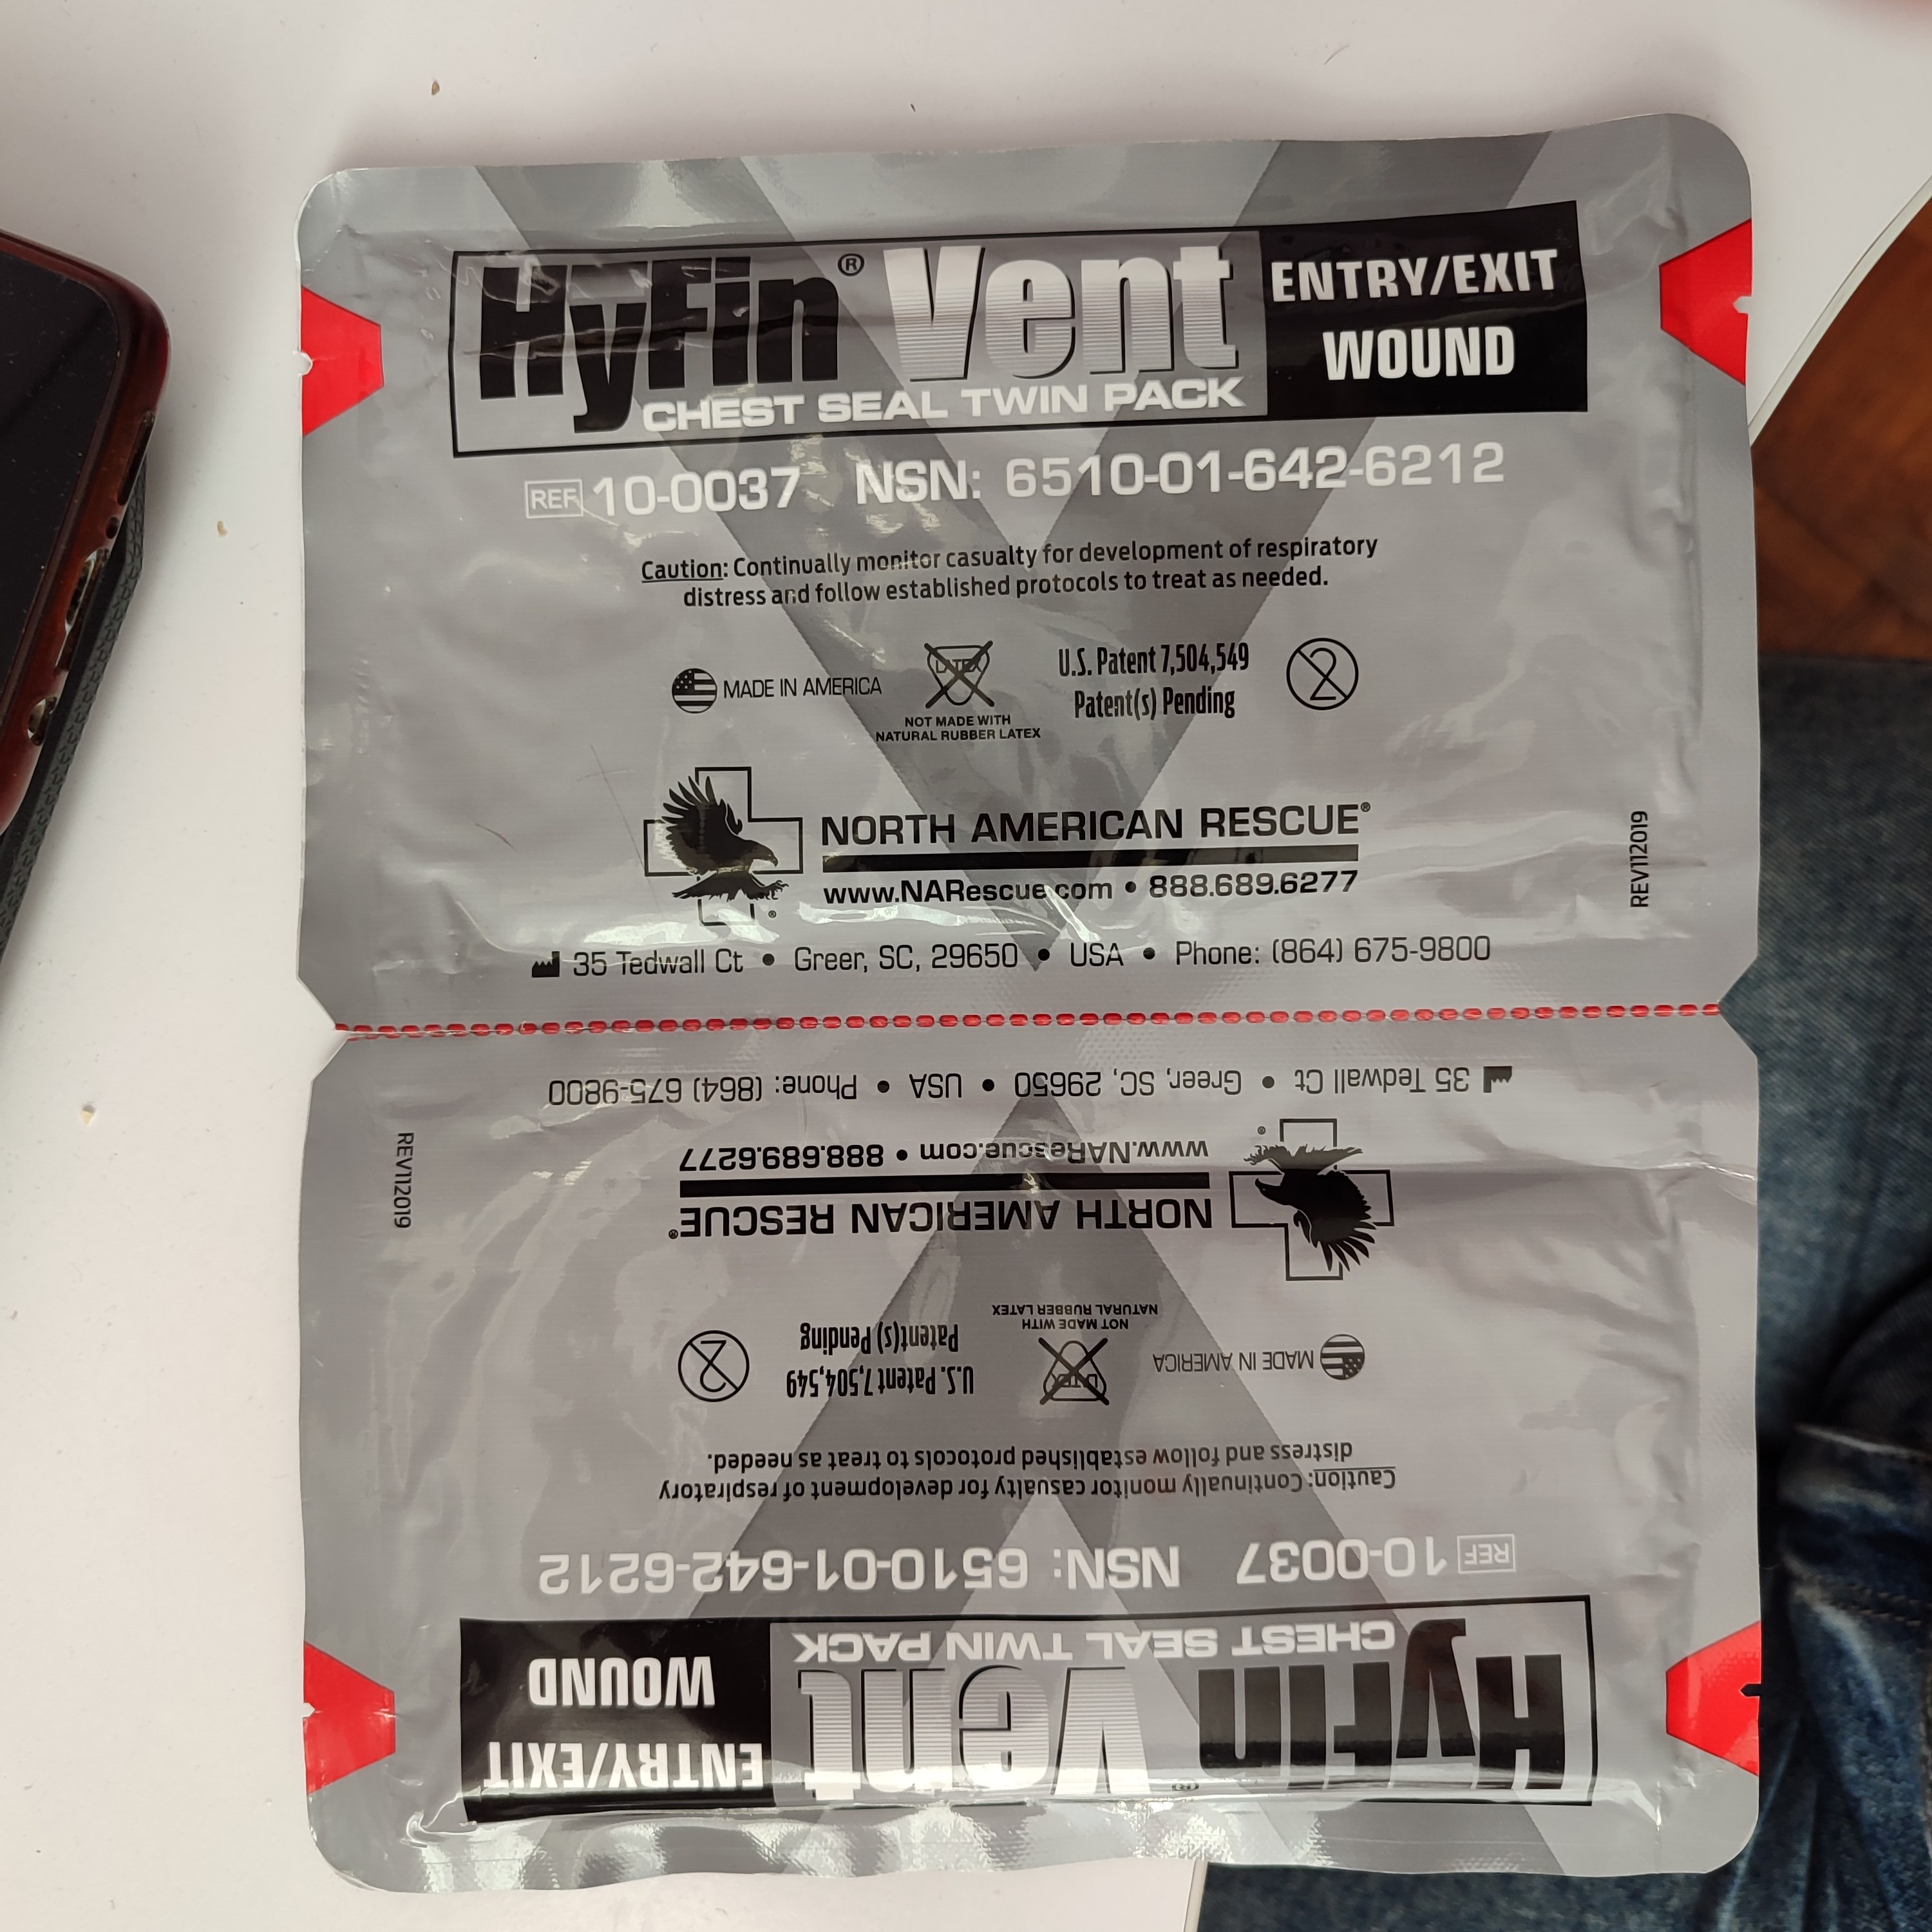 HyFin® Vent
CHEST SEAL TWIN PACK
ENTRY/EXIT
WOUND
REF 10-0037 NSN: 6510-01-642-6212
Caution: Continually monitor casualty for development of respiratory
distress and follow established protocols to treat as needed.
MADE IN AMERICA
LATEX
NOT MADE WITH
NATURAL RUBBER LATEX
U.S. Patent 7,504,549
Patent(s) Pending
2
NORTH AMERICAN RESCUE®
www.NARescue.com • 888.689.6277
REV112019
35 Tedwall Ct • Greer, SC, 29650 • USA • Phone: (864) 675-9800
35 Tedwall Ct • Greer, SC, 29650 • USA • Phone: (864) 675-9800
www.NARescue.com • 888.689.6277
NORTH AMERICAN RESCUE®
REV112019
MADE IN AMERICA
LATEX
NOT MADE WITH
NATURAL RUBBER LATEX
U.S. Patent 7,504,549
Patent(s) Pending
2
Caution: Continually monitor casualty for development of respiratory
distress and follow established protocols to treat as needed.
REF 10-0037 NSN: 6510-01-642-6212
HyFin® Vent
CHEST SEAL TWIN PACK
ENTRY/EXIT
WOUND